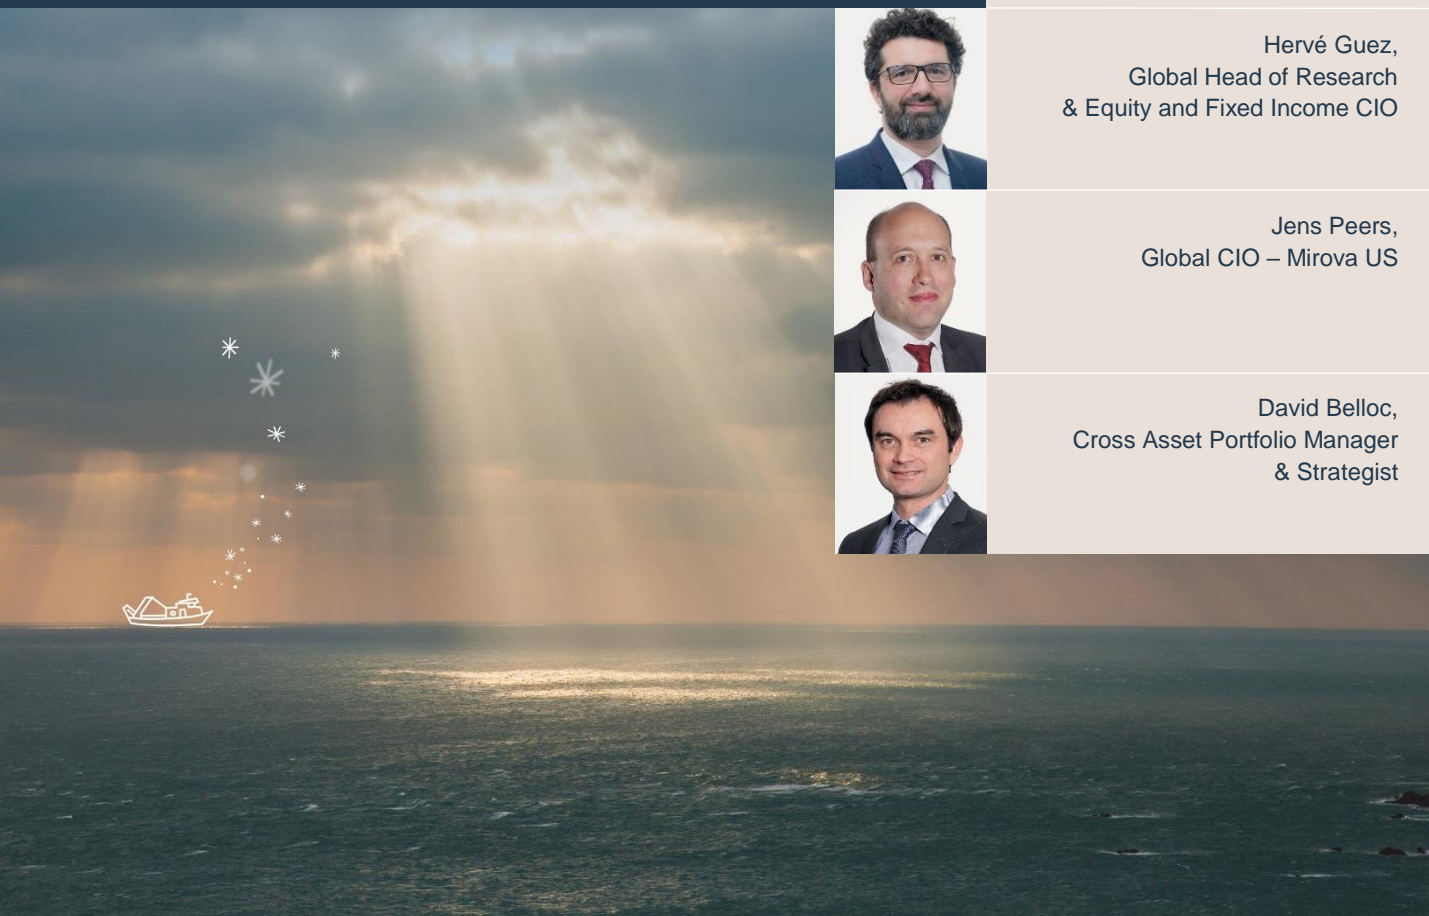 Hervé Guez,
Global Head of Research
& Equity and Fixed Income CIO
Jens Peers,
Global CIO – Mirova US
David Belloc,
Cross Asset Portfolio Manager
& Strategist